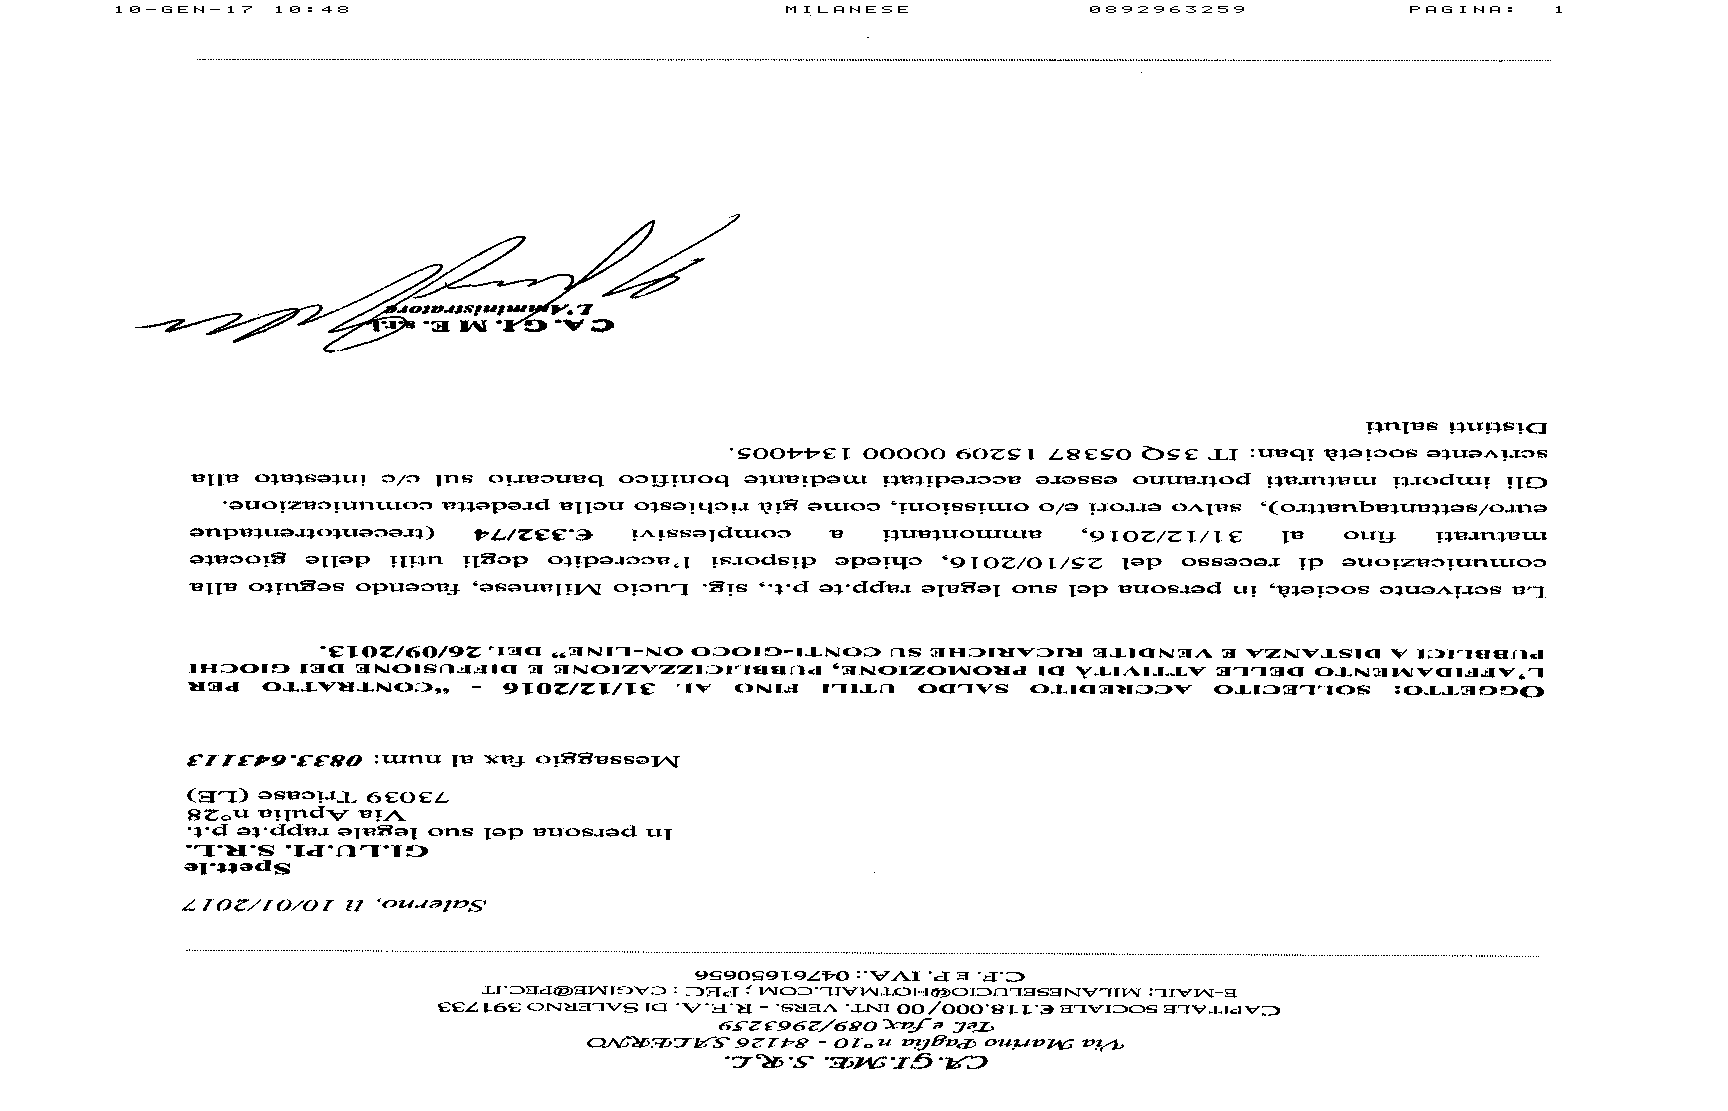 10-GEN-17 10:48 MILANESE 0892963259 PAGINA: 1
CA.GI.ME. S.R.L.
Via Marino Paglia n°10 - 84126 SALERNO
Tel. e fax 089/2963259
CAPITALE SOCIALE €.118.000/00 INT. VERS. - R.E.A. DI SALERNO 391733
E-MAIL: MILANESELUCIO@HOTMAIL.COM ; PEC : CAGIME@PEC.IT
C.F. E P. IVA.: 04761650656
Salerno, lì 10/01/2017
Spett.le
GI.LU.PI. S.R.L.
In persona del suo legale rapp.te p.t.
Via Apulia n°28
73039 Tricase (LE)
Messaggio fax al num: 0833.643113
OGGETTO: SOLLECITO ACCREDITO SALDO UTILI FINO AL 31/12/2016 - “CONTRATTO PER
L’AFFIDAMENTO DELLE ATTIVITÀ DI PROMOZIONE, PUBBLICIZZAZIONE E DIFFUSIONE DEI GIOCHI
PUBBLICI A DISTANZA E VENDITE RICARICHE SU CONTI-GIOCO ON-LINE” DEL 26/09/2013.
La scrivente società, in persona del suo legale rapp.te p.t., sig. Lucio Milanese, facendo seguito alla
comunicazione di recesso del 25/10/2016, chiede disporsi l’accredito degli utili delle giocate
maturati fino al 31/12/2016, ammontanti a complessivi €.332/74 (trecentotrentadue
euro/settantaquattro), salvo errori e/o omissioni, come già richiesto nella predetta comunicazione.
Gli importi maturati potranno essere accreditati mediante bonifico bancario sul c/c intestato alla
scrivente società iban: IT 35Q 05387 15209 00000 1344005.
Distinti saluti
CA.GI.ME. s.r.l.
L’Amministratore